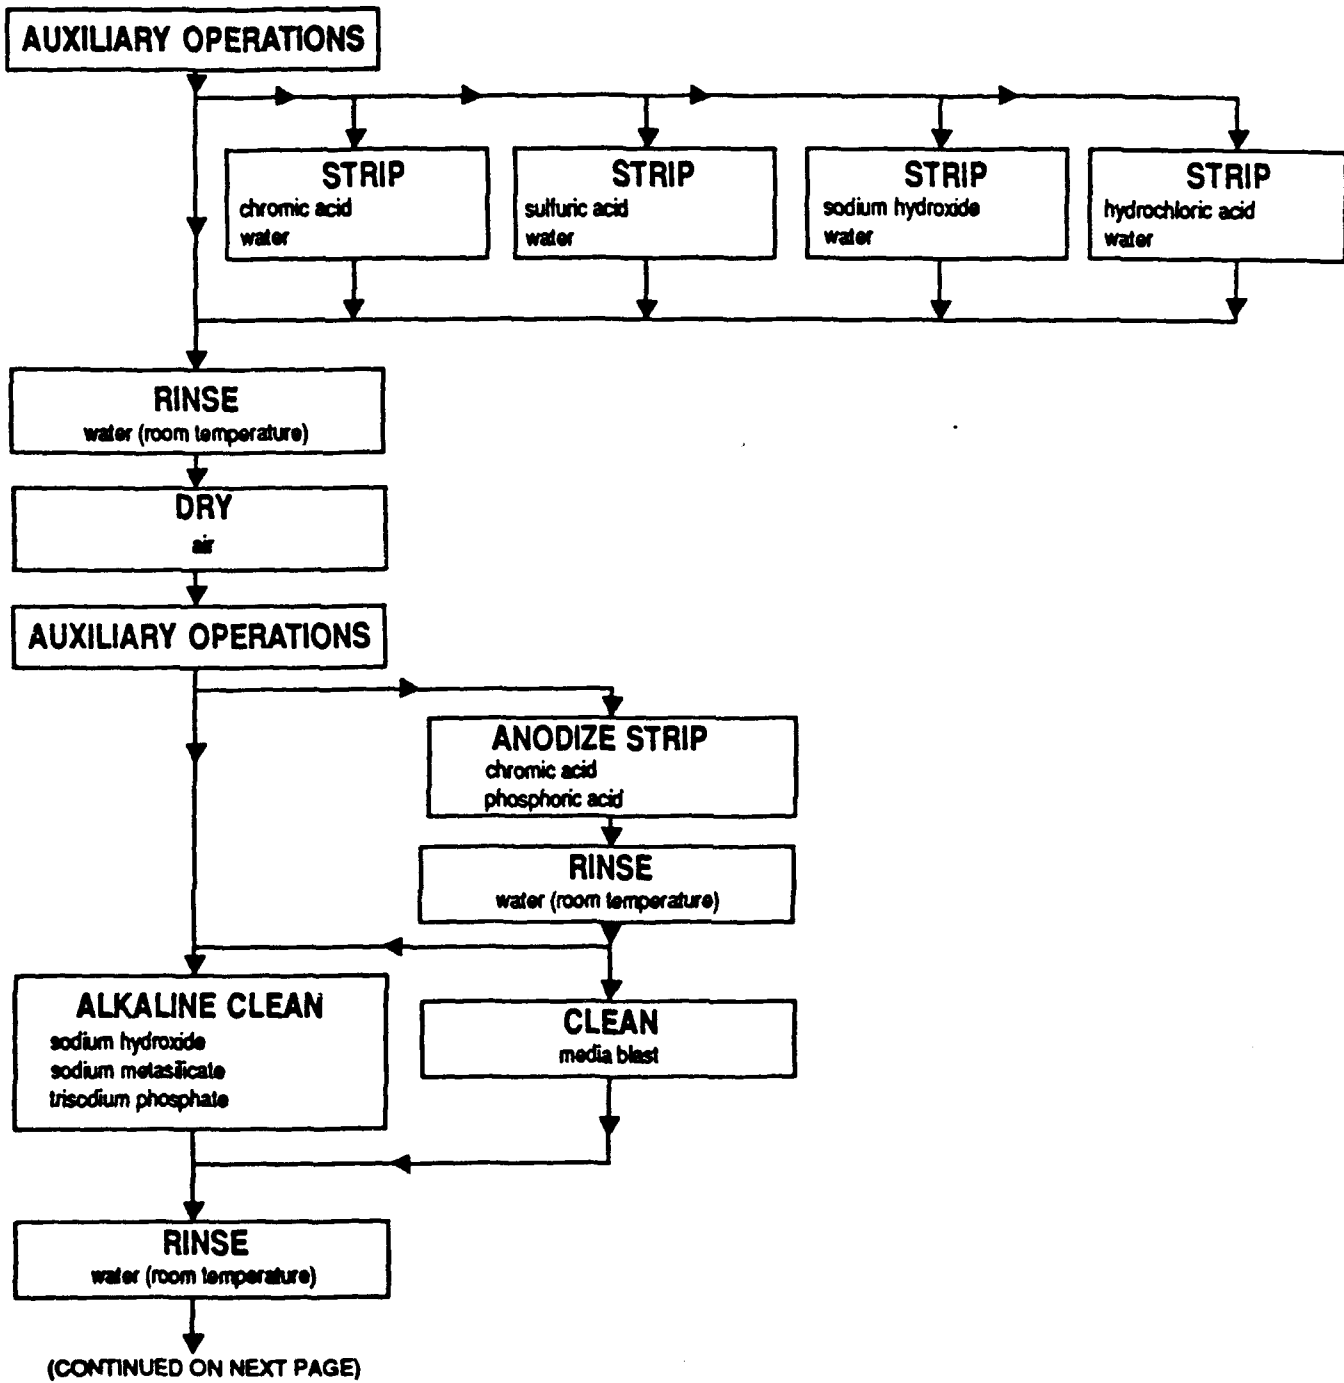 AUXILIARY OPERATIONS
STRIP
chromic acid
water
STRIP
sulfuric acid
water
STRIP
sodium hydroxide
water
STRIP
hydrochloric acid
water
RINSE
water (room temperature)
DRY
air
AUXILIARY OPERATIONS
ANODIZE STRIP
chromic acid
phosphoric acid
RINSE
water (room temperature)
ALKALINE CLEAN
sodium hydroxide
sodium metasilicate
trisodium phosphate
CLEAN
media blast
RINSE
water (room temperature)
(CONTINUED ON NEXT PAGE)